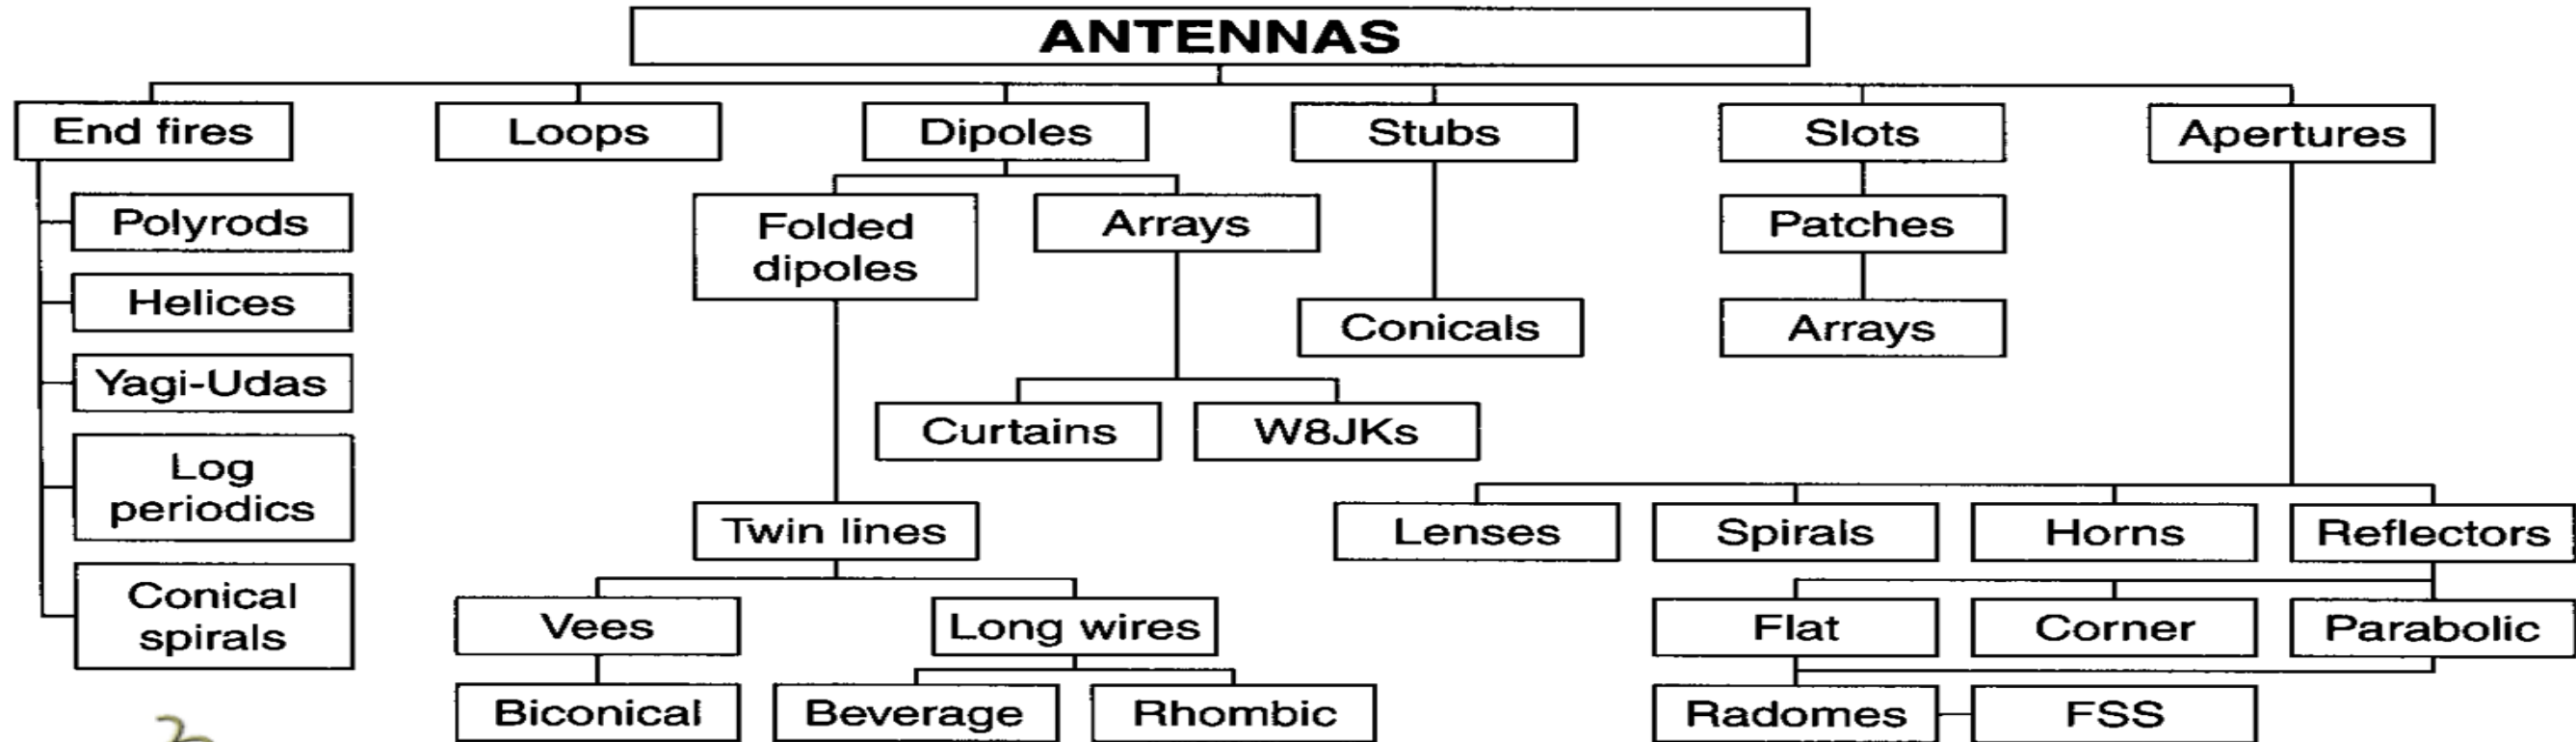 ANTENNAS
End fires
Loops
Dipoles
Stubs
Slots
Apertures
Polyrods
Folded
dipoles
Arrays
Patches
Helices
Conicals
Arrays
Yagi-Udas
Curtains
W8JKs
Log
periodics
Twin lines
Lenses
Spirals
Horns
Reflectors
Conical
spirals
Vees
Long wires
Flat
Corner
Parabolic
Biconical
Beverage
Rhombic
Radomes
FSS